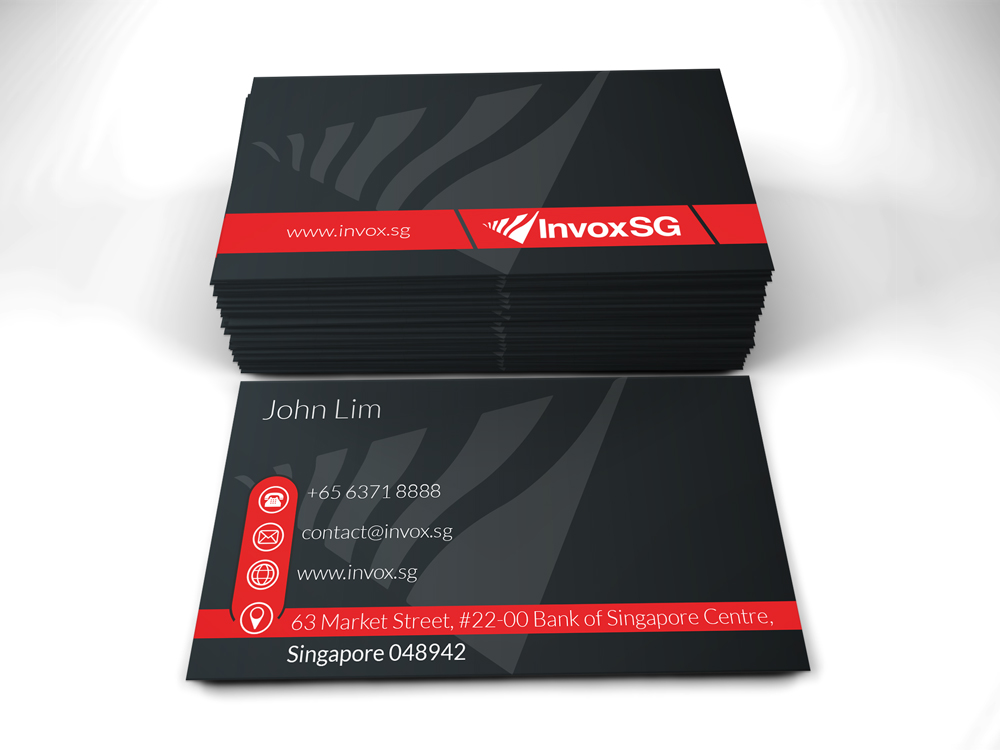 www.invox.sg
InvoxSG
John Lim
+65 6371 8888
contact@invox.sg
www.invox.sg
63 Market Street, #22-00 Bank of Singapore Centre,
Singapore 048942